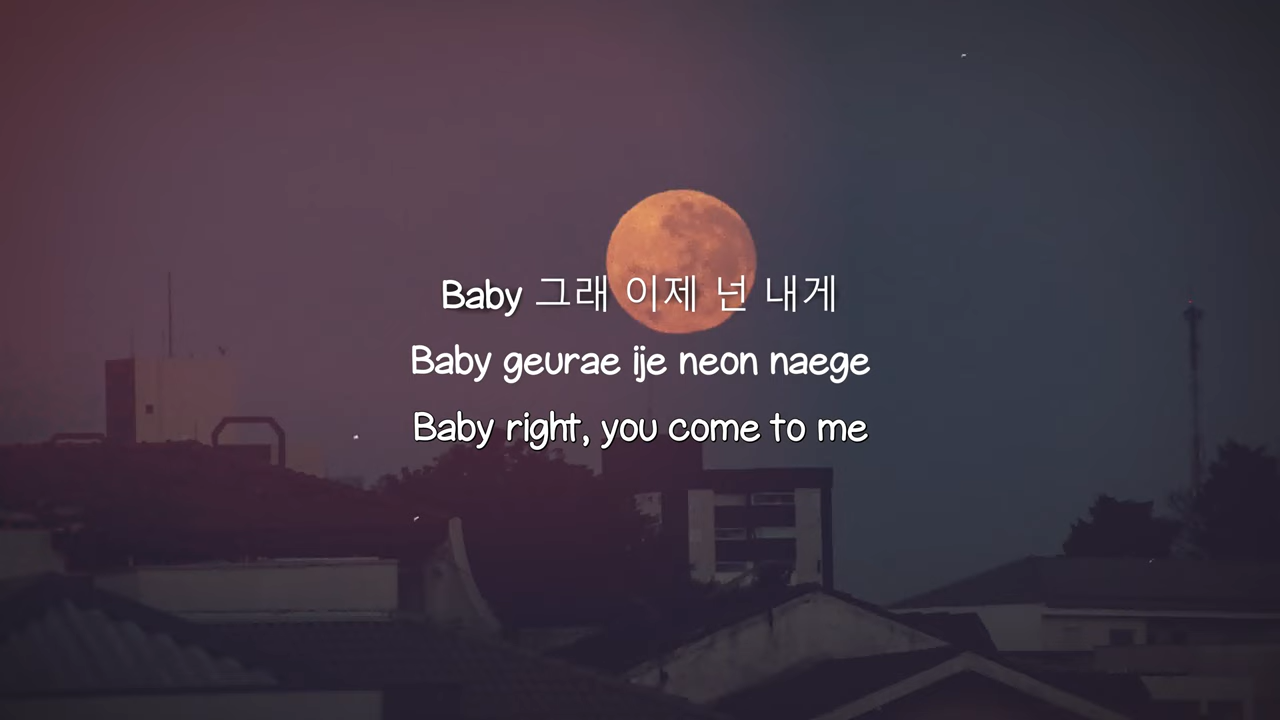 Baby 그래 이제 넌 내게
Baby geurae ije neon naege
Baby right, you come to me